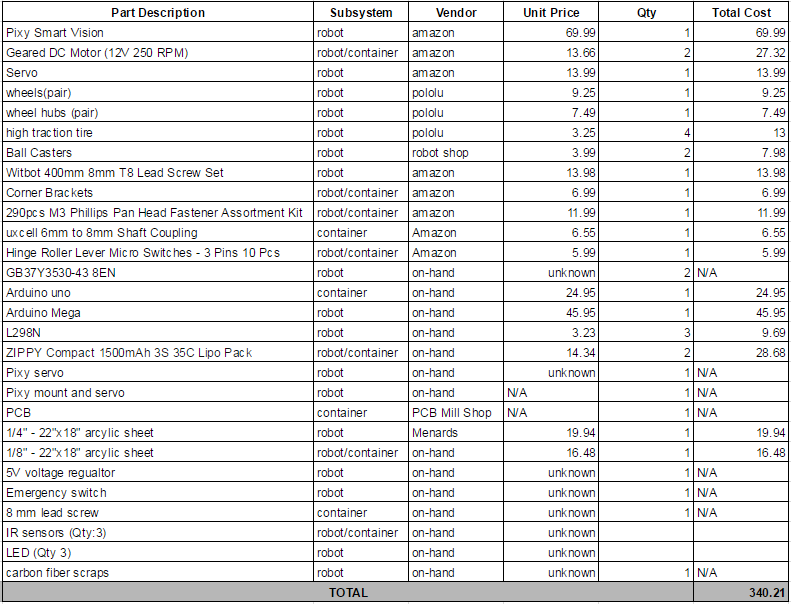 Part Description Subsystem Vendor Unit Price Qty Total Cost
Pixy Smart Vision robot amazon 69.99 1 69.99
Geared DC Motor (12V 250 RPM) robot/container amazon 13.66 2 27.32
Servo robot amazon 13.99 1 13.99
wheels(pair) robot pololu 9.25 1 9.25
wheel hubs (pair) robot pololu 7.49 1 7.49
high traction tire robot pololu 3.25 4 13
Ball Casters robot robot shop 3.99 2 7.98
Witbot 400mm 8mm T8 Lead Screw Set robot amazon 13.98 1 13.98
Corner Brackets robot/container amazon 6.99 1 6.99
290pcs M3 Phillips Pan Head Fastener Assortment Kit robot/container amazon 11.99 1 11.99
uxcell 6mm to 8mm Shaft Coupling container Amazon 6.55 1 6.55
Hinge Roller Lever Micro Switches - 3 Pins 10 Pcs robot/container Amazon 5.99 1 5.99
GB37Y3530-43 8EN robot on-hand unknown 2 N/A
Arduino uno container on-hand 24.95 1 24.95
Arduino Mega robot on-hand 45.95 1 45.95
L298N robot on-hand 3.23 3 9.69
ZIPPY Compact 1500mAh 3S 35C Lipo Pack robot/container on-hand 14.34 2 28.68
Pixy servo robot on-hand unknown 1 N/A
Pixy mount and servo robot on-hand N/A 1 N/A
PCB container PCB Mill Shop N/A 1 N/A
1/4" - 22"x18" arcylic sheet robot Menards 19.94 1 19.94
1/8" - 22"x18" arcylic sheet robot/container on-hand 16.48 1 16.48
5V voltage regualtor robot on-hand unknown 1 N/A
Emergency switch robot on-hand unknown 1 N/A
8 mm lead screw container on-hand unknown 1 N/A
IR sensors (Qty:3) robot/container on-hand unknown
LED (Qty 3) robot on-hand unknown
carbon fiber scraps robot on-hand unknown 1 N/A
TOTAL 340.21